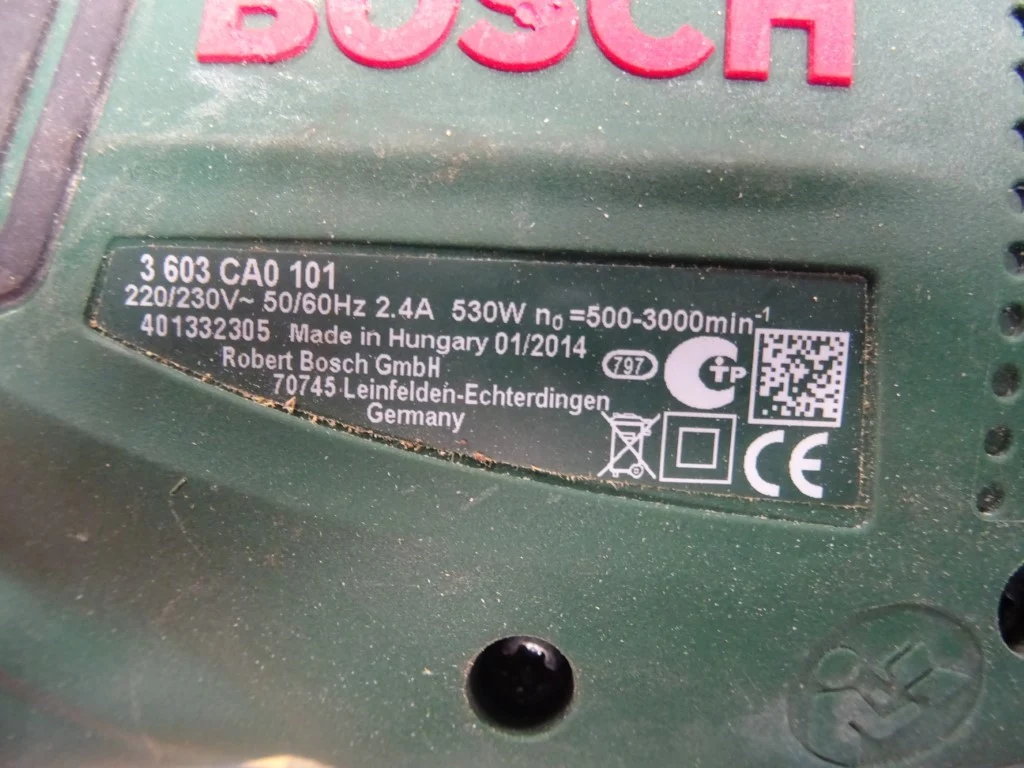 BOSCH
3 603 CA0 101
220/230V~ 50/60Hz 2.4A 530W n₀ =500-3000min⁻¹
401332305 Made in Hungary 01/2014
Robert Bosch GmbH
70745 Leinfelden-Echterdingen
Germany
797
TP
CE